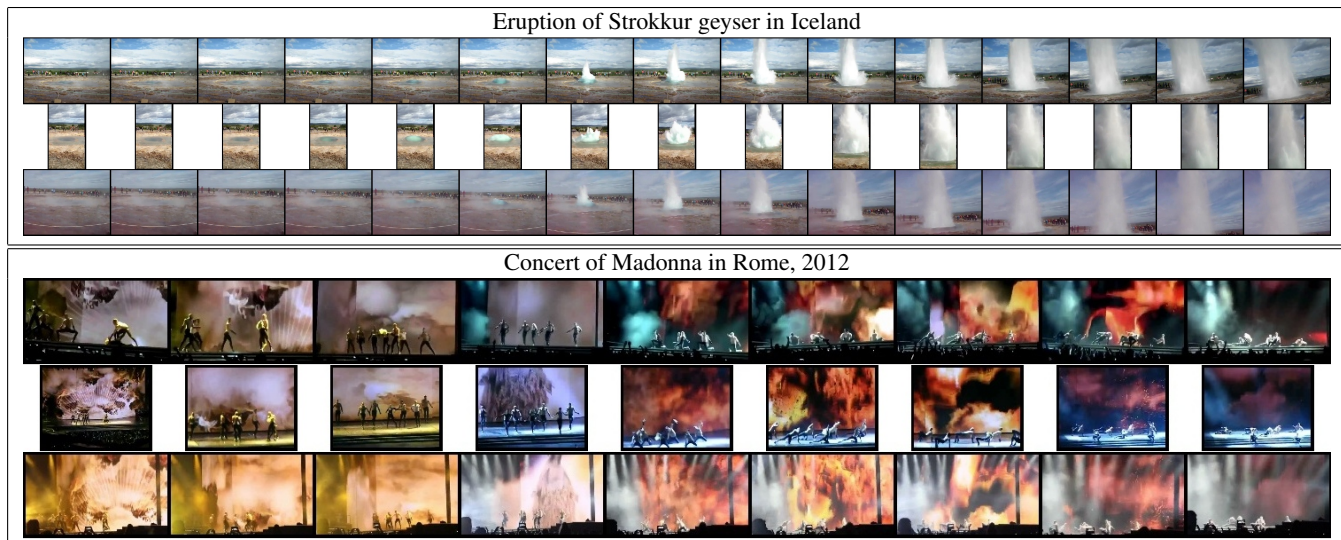 Eruption of Strokkur geyser in Iceland
Concert of Madonna in Rome, 2012